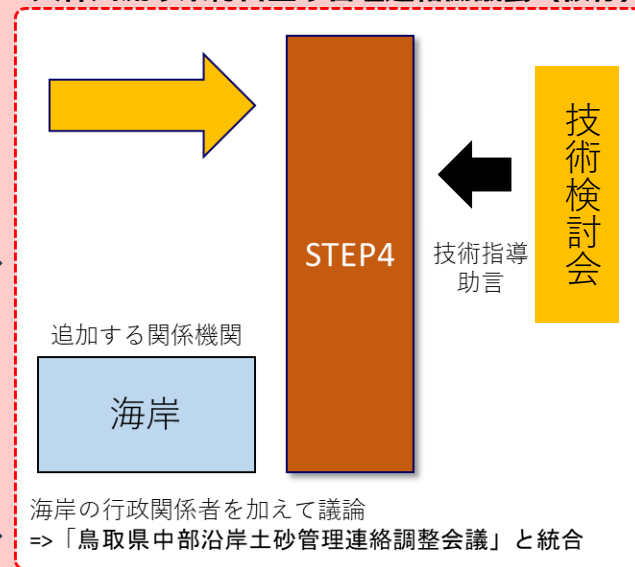 技術検討会
STEP4
技術指導
助言
追加する関係機関
海岸
海岸の行政関係者を加えて議論
=>「鳥取県中部沿岸土砂管理連絡調整会議」と統合